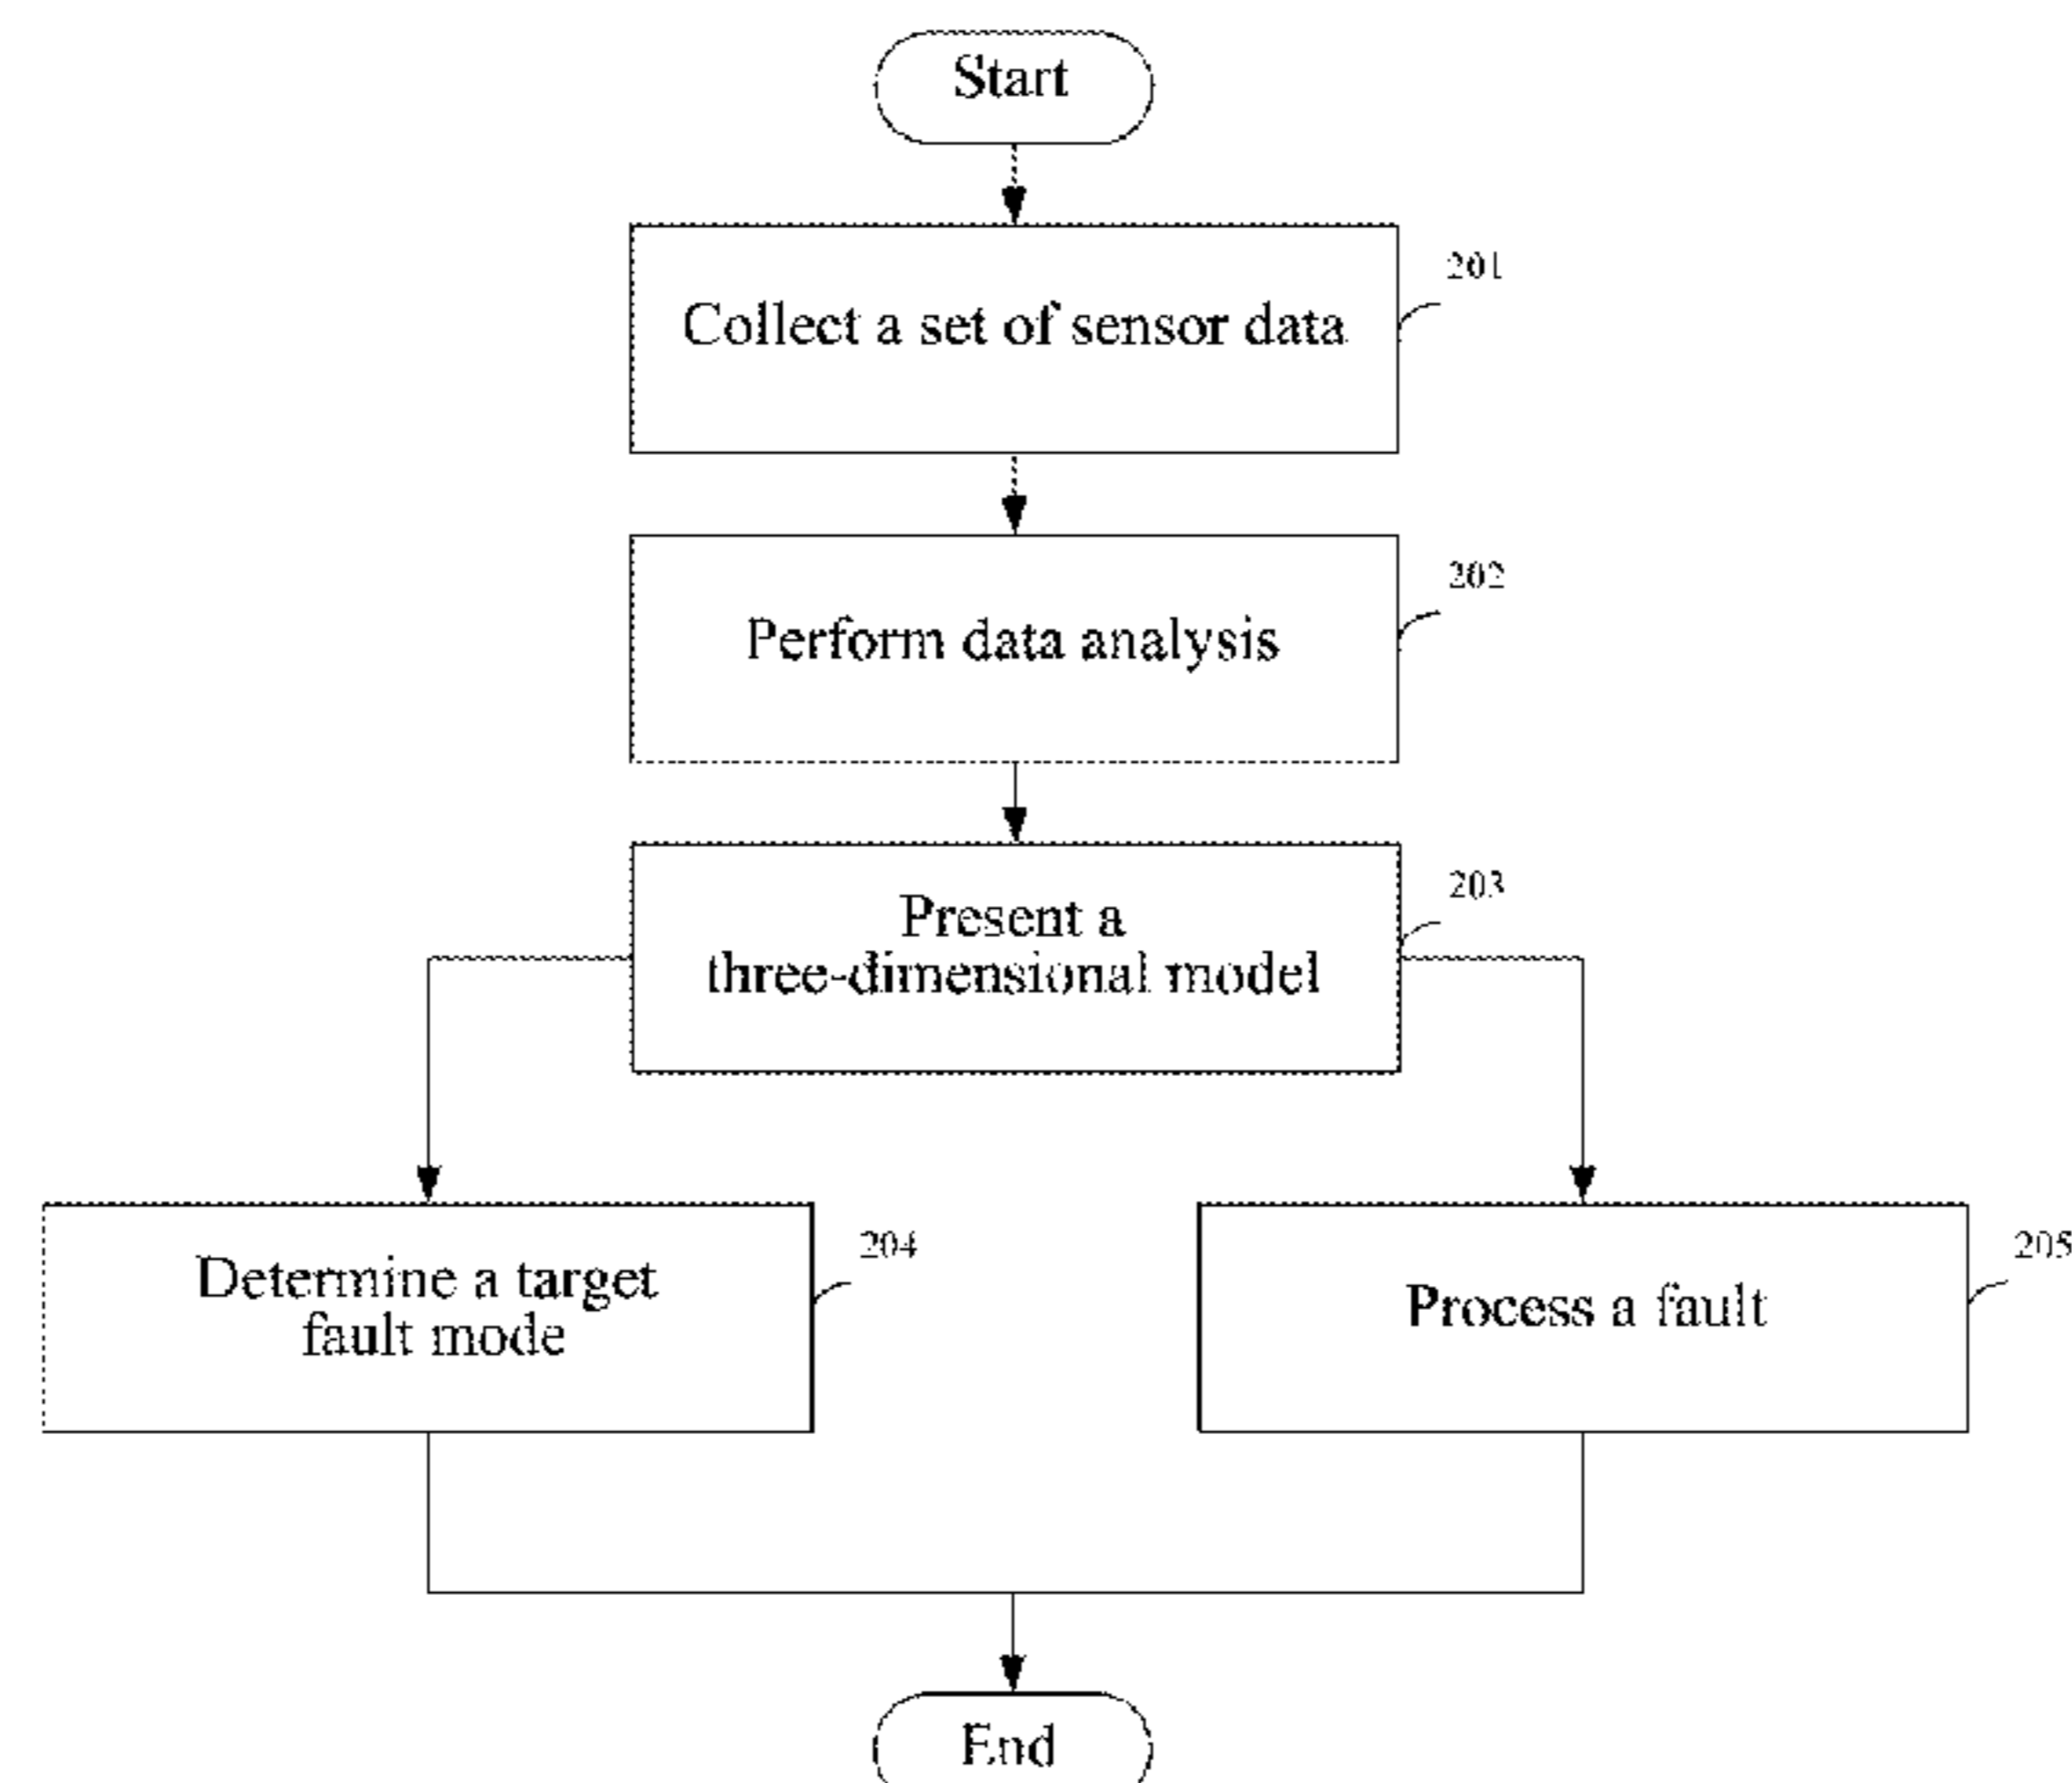 Start
201
Collect a set of sensor data
202
Perform data analysis
203
Present a
three-dimensional model
204
Determine a target
fault mode
205
Process a fault
End